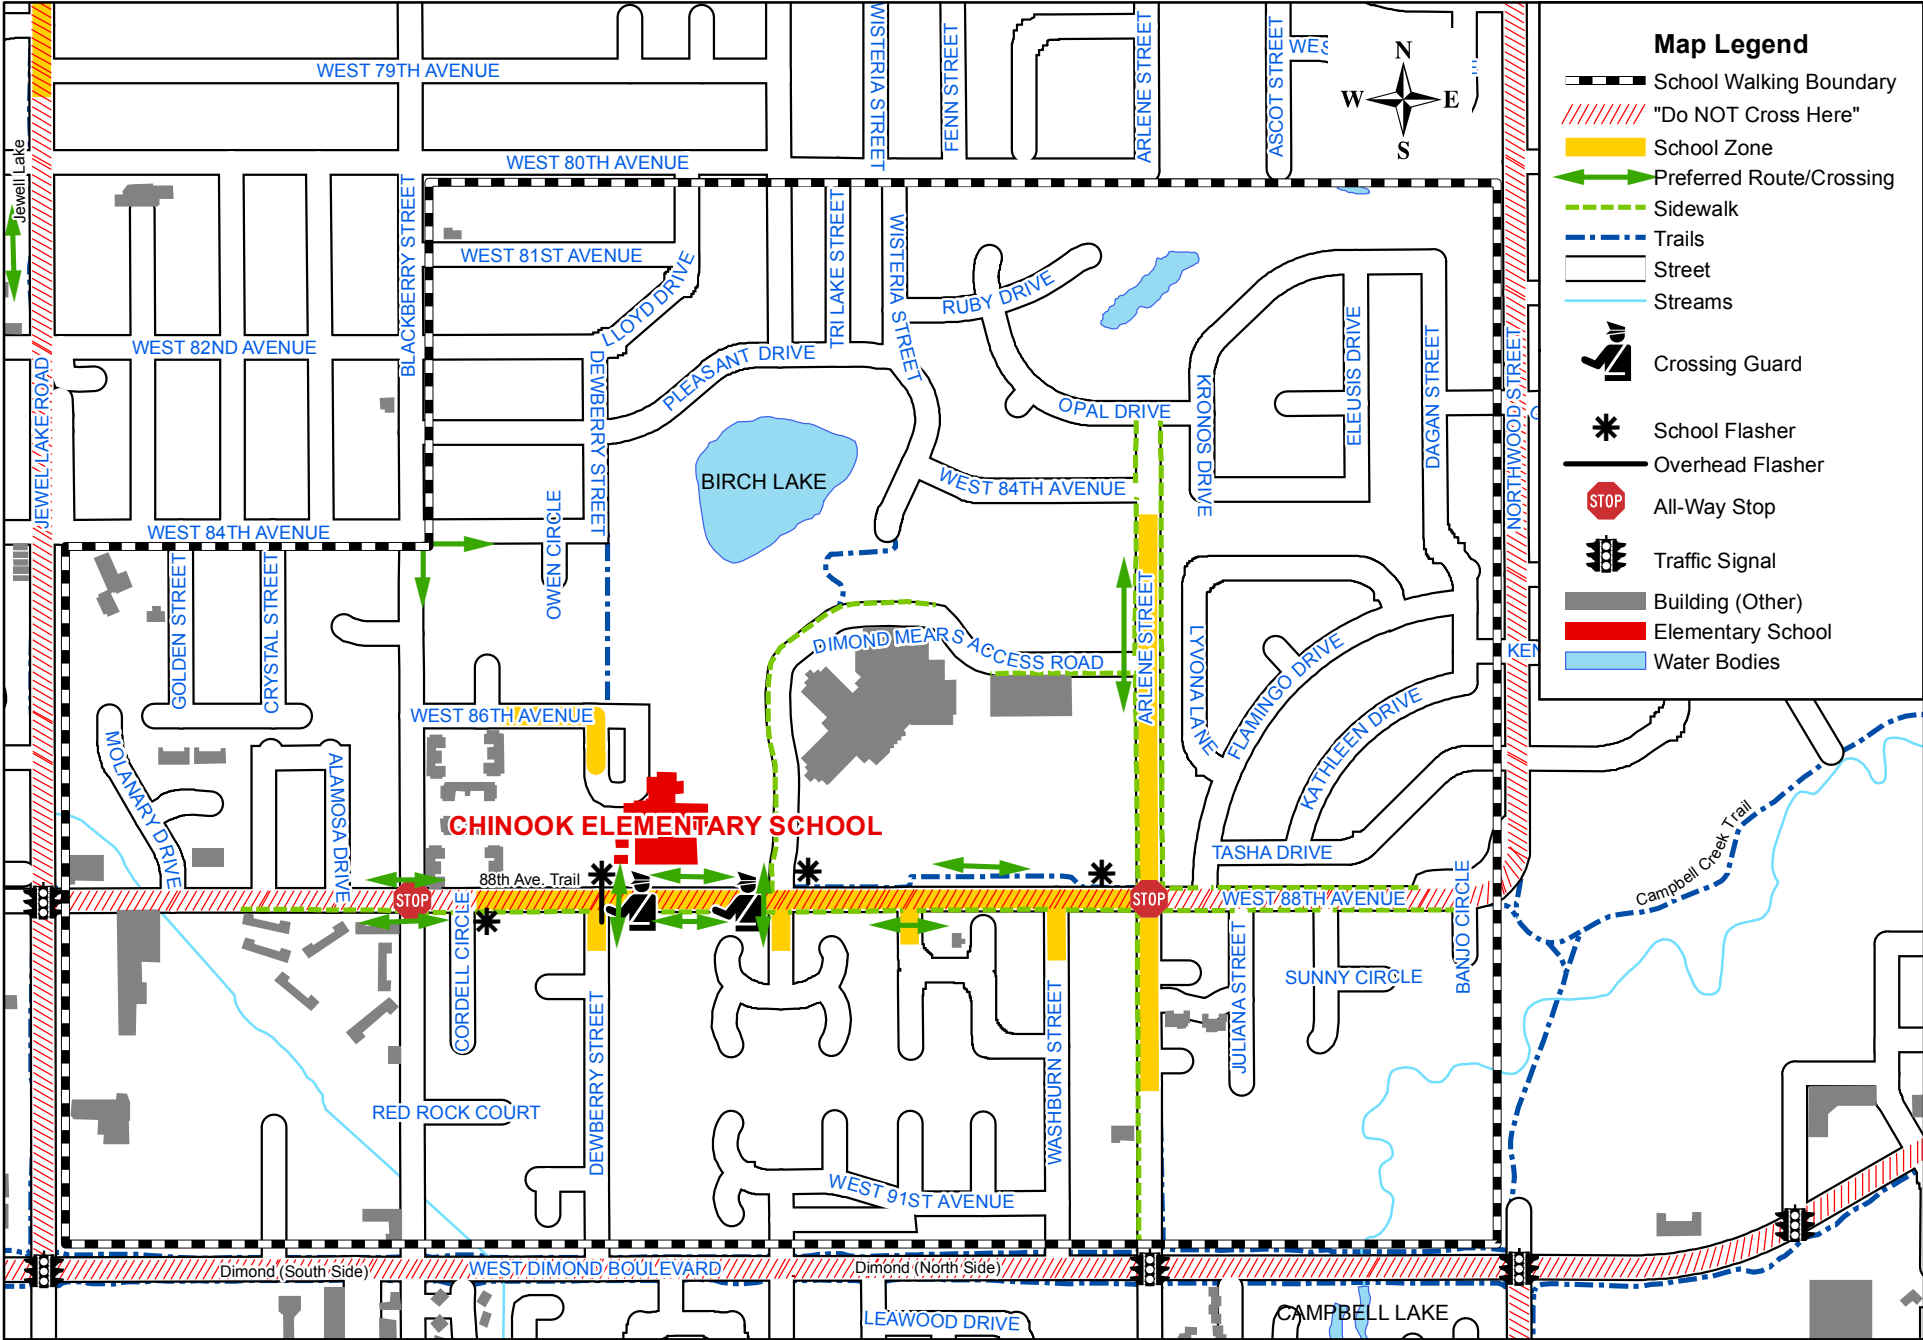 Map Legend
School Walking Boundary
"Do NOT Cross Here"
School Zone
Preferred Route/Crossing
Sidewalk
Trails
Street
Streams
Crossing Guard
School Flasher
Overhead Flasher
STOP
All-Way Stop
Traffic Signal
Building (Other)
Elementary School
Water Bodies
N
W E
S
WISTERIA STREET
FENN STREET
ARLENE STREET
ASCOT STREET
WEST 79TH AVENUE
WEST 80TH AVENUE
Jewell Lake
BLACKBERRY STREET
WEST 81ST AVENUE
LLOYD DRIVE
TRI LAKE STREET
WISTERIA STREET
RUBY DRIVE
WEST 82ND AVENUE
PLEASANT DRIVE
DEWBERRY STREET
JEWEL LAKE ROAD
KRONOS DRIVE
ELEUSIS DRIVE
DAGAN STREET
NORTHWOOD STREET
OPAL DRIVE
BIRCH LAKE
WEST 84TH AVENUE
WEST 84TH AVENUE
OWEN CIRCLE
GOLDEN STREET
CRYSTAL STREET
ARLENE STREET
DIMOND MEARS ACCESS ROAD
LYVONA LANE
FLAMINGO DRIVE
KATHLEEN DRIVE
KEN
WEST 86TH AVENUE
MOLANARY DRIVE
ALAMOSA DRIVE
CHINOOK ELEMENTARY SCHOOL
TASHA DRIVE
Campbell Creek Trail
88th Ave. Trail
STOP
STOP
WEST 88TH AVENUE
CORDELL CIRCLE
BANJO CIRCLE
JULIANA STREET
SUNNY CIRCLE
DEWBERRY STREET
WASHBURN STREET
RED ROCK COURT
WEST 91ST AVENUE
Dimond (South Side)
WEST DIMOND BOULEVARD
Dimond (North Side)
LEAWOOD DRIVE
CAMPBELL LAKE